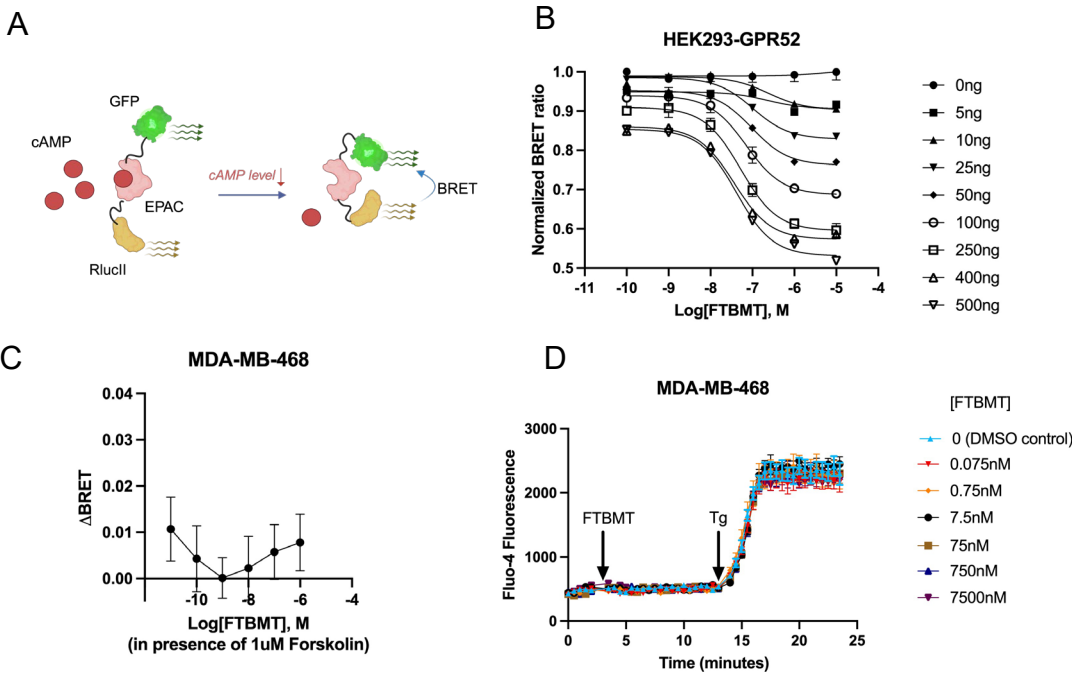 A
GFP
cAMP
EPAC
RlucII
cAMP level
BRET
B
HEK293-GPR52
Normalized BRET ratio
1.0
0.9
0.8
0.7
0.6
0.5
-11
-10
-9
-8
-7
-6
-5
-4
Log[FTBMT], M
0ng
5ng
10ng
25ng
50ng
100ng
250ng
400ng
500ng
C
MDA-MB-468
ΔBRET
0.04
0.03
0.02
0.01
0.00
-10
-8
-6
-4
Log[FTBMT], M
(in presence of 1uM Forskolin)
D
MDA-MB-468
Fluo-4 Fluorescence
3000
2000
1000
0
FTBMT
Tg
0
5
10
15
20
25
Time (minutes)
[FTBMT]
0 (DMSO control)
0.075nM
0.75nM
7.5nM
75nM
750nM
7500nM